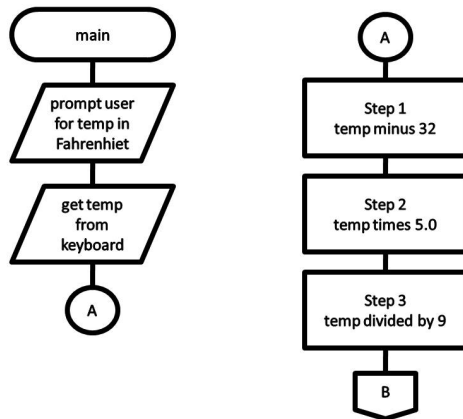 main
prompt user
for temp in
Fahrenhiet
get temp
from
keyboard
A
A
Step 1
temp minus 32
Step 2
temp times 5.0
Step 3
temp divided by 9
B